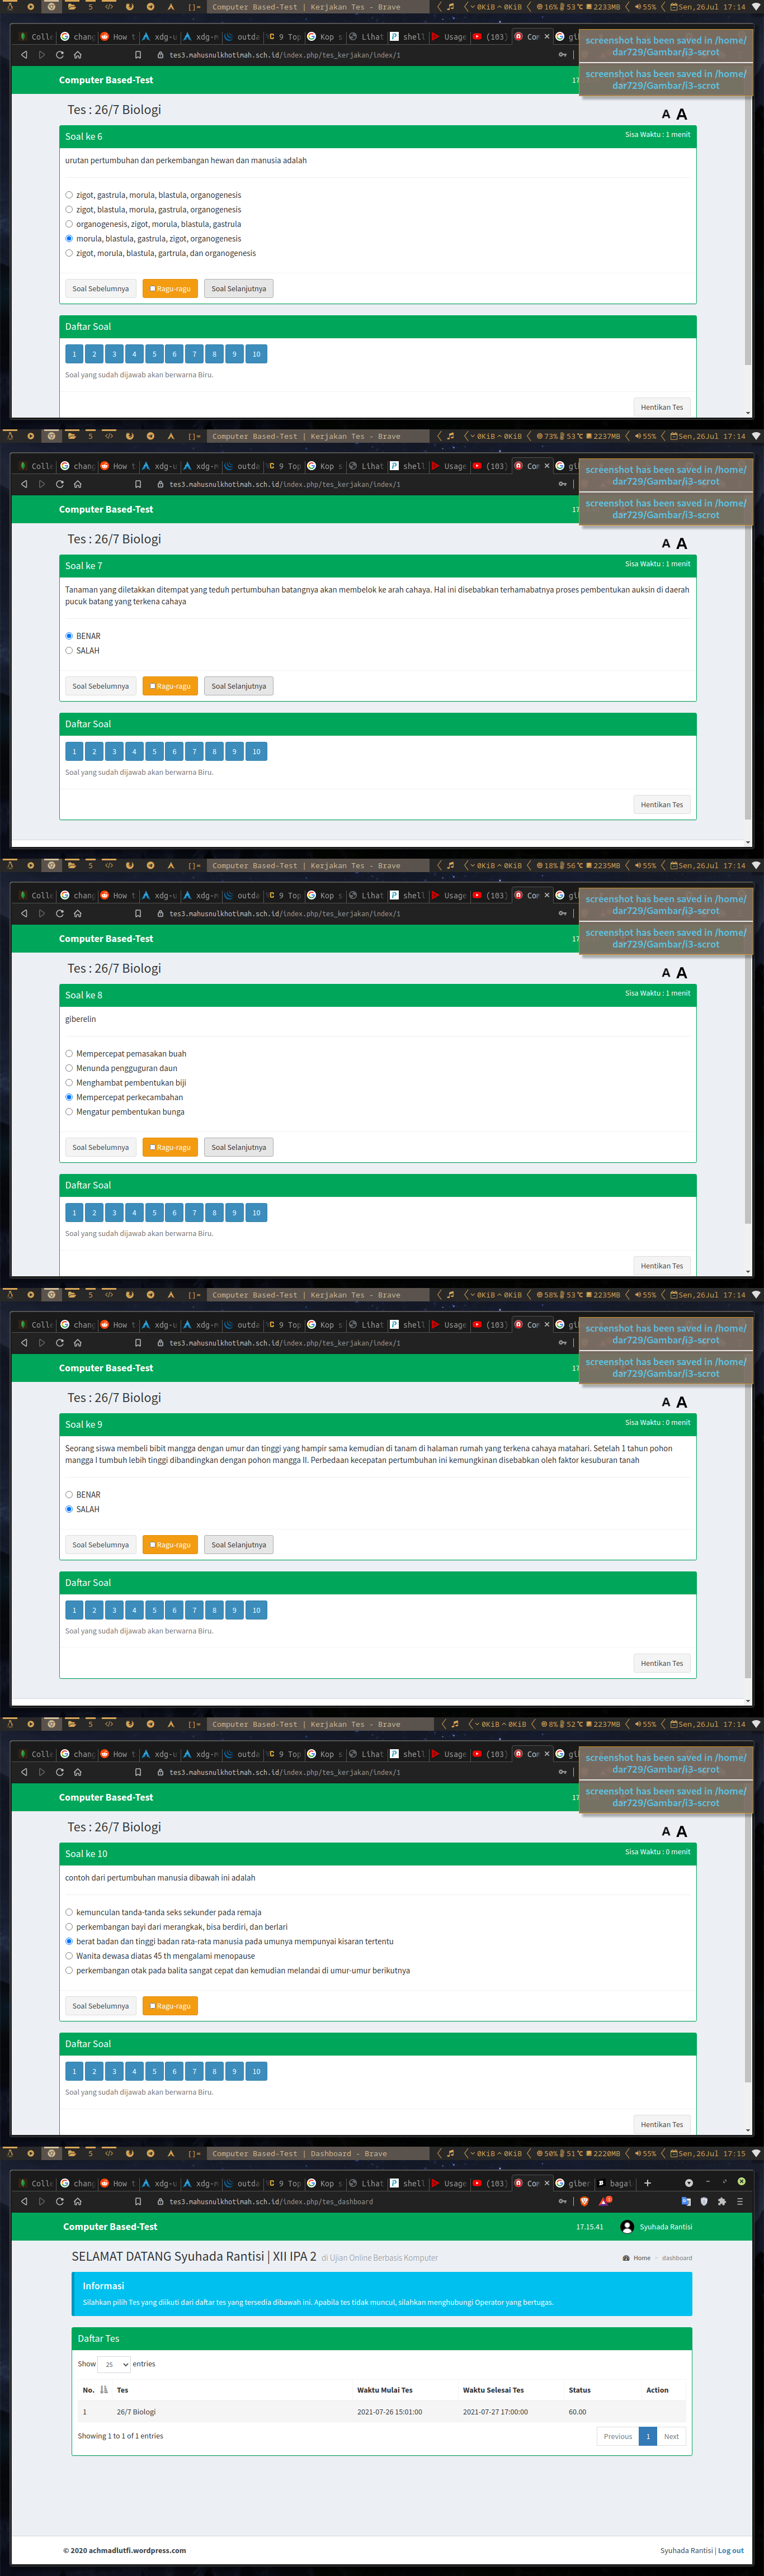 Computer Based-Test | Kerjakan Tes - Brave
0KiB 0KiB 16% 53°C 2233MB 55% Sen,26Jul 17:14
screenshot has been saved in /home/
dar729/Gambar/i3-scrot
screenshot has been saved in /home/
dar729/Gambar/i3-scrot
tes3.mahusnulkhotimah.sch.id/index.php/tes_kerjakan/index/1
Computer Based-Test
Tes : 26/7 Biologi
A A
Soal ke 6
Sisa Waktu : 1 menit
urutan pertumbuhan dan perkembangan hewan dan manusia adalah
zigot, gastrula, morula, blastula, organogenesis
zigot, blastula, morula, gastrula, organogenesis
organogenesis, zigot, morula, blastula, gastrula
morula, blastula, gastrula, zigot, organogenesis
zigot, morula, blastula, gartrula, dan organogenesis
Soal Sebelumnya Ragu-ragu Soal Selanjutnya
Daftar Soal
1 2 3 4 5 6 7 8 9 10
Soal yang sudah dijawab akan berwarna Biru.
Hentikan Tes
5 []= Computer Based-Test | Kerjakan Tes - Brave
0KiB 0KiB 73% 53°C 2237MB 55% Sen,26Jul 17:14
screenshot has been saved in /home/
dar729/Gambar/i3-scrot
screenshot has been saved in /home/
dar729/Gambar/i3-scrot
tes3.mahusnulkhotimah.sch.id/index.php/tes_kerjakan/index/1
Computer Based-Test
Tes : 26/7 Biologi
A A
Soal ke 7
Sisa Waktu : 1 menit
Tanaman yang diletakkan ditempat yang teduh pertumbuhan batangnya akan membelok ke arah cahaya. Hal ini disebabkan terhamabatnya proses pembentukan auksin di daerah
pucuk batang yang terkena cahaya
BENAR
SALAH
Soal Sebelumnya Ragu-ragu Soal Selanjutnya
Daftar Soal
1 2 3 4 5 6 7 8 9 10
Soal yang sudah dijawab akan berwarna Biru.
Hentikan Tes
5 []= Computer Based-Test | Kerjakan Tes - Brave
0KiB 0KiB 18% 56°C 2235MB 55% Sen,26Jul 17:14
screenshot has been saved in /home/
dar729/Gambar/i3-scrot
screenshot has been saved in /home/
dar729/Gambar/i3-scrot
tes3.mahusnulkhotimah.sch.id/index.php/tes_kerjakan/index/1
Computer Based-Test
Tes : 26/7 Biologi
A A
Soal ke 8
Sisa Waktu : 1 menit
giberelin
Mempercepat pemasakan buah
Menunda pengguguran daun
Menghambat pembentukan biji
Mempercepat perkecambahan
Mengatur pembentukan bunga
Soal Sebelumnya Ragu-ragu Soal Selanjutnya
Daftar Soal
1 2 3 4 5 6 7 8 9 10
Soal yang sudah dijawab akan berwarna Biru.
Hentikan Tes
5 []= Computer Based-Test | Kerjakan Tes - Brave
0KiB 0KiB 58% 53°C 2235MB 55% Sen,26Jul 17:14
screenshot has been saved in /home/
dar729/Gambar/i3-scrot
screenshot has been saved in /home/
dar729/Gambar/i3-scrot
tes3.mahusnulkhotimah.sch.id/index.php/tes_kerjakan/index/1
Computer Based-Test
Tes : 26/7 Biologi
A A
Soal ke 9
Sisa Waktu : 0 menit
Seorang siswa membeli bibit mangga dengan umur dan tinggi yang hampir sama kemudian di tanam di halaman rumah yang terkena cahaya matahari. Setelah 1 tahun pohon
mangga I tumbuh lebih tinggi dibandingkan dengan pohon mangga II. Perbedaan kecepatan pertumbuhan ini kemungkinan disebabkan oleh faktor kesuburan tanah
BENAR
SALAH
Soal Sebelumnya Ragu-ragu Soal Selanjutnya
Daftar Soal
1 2 3 4 5 6 7 8 9 10
Soal yang sudah dijawab akan berwarna Biru.
Hentikan Tes
5 []= Computer Based-Test | Kerjakan Tes - Brave
0KiB 0KiB 8% 52°C 2237MB 55% Sen,26Jul 17:14
screenshot has been saved in /home/
dar729/Gambar/i3-scrot
screenshot has been saved in /home/
dar729/Gambar/i3-scrot
tes3.mahusnulkhotimah.sch.id/index.php/tes_kerjakan/index/1
Computer Based-Test
Tes : 26/7 Biologi
A A
Soal ke 10
Sisa Waktu : 0 menit
contoh dari pertumbuhan manusia dibawah ini adalah
kemunculan tanda-tanda seks sekunder pada remaja
perkembangan bayi dari merangkak, bisa berdiri, dan berlari
berat badan dan tinggi badan rata-rata manusia pada umunya mempunyai kisaran tertentu
Wanita dewasa diatas 45 th mengalami menopause
perkembangan otak pada balita sangat cepat dan kemudian melandai di umur-umur berikutnya
Soal Sebelumnya Ragu-ragu
Daftar Soal
1 2 3 4 5 6 7 8 9 10
Soal yang sudah dijawab akan berwarna Biru.
Hentikan Tes
5 []= Computer Based-Test | Dashboard - Brave
0KiB 0KiB 50% 51°C 2220MB 55% Sen,26Jul 17:15
tes3.mahusnulkhotimah.sch.id/index.php/tes_dashboard
Computer Based-Test
17.15.41 Syuhada Rantisi
SELAMAT DATANG Syuhada Rantisi | XII IPA 2 di Ujian Online Berbasis Komputer
Home dashboard
Informasi
Silahkan pilih Tes yang diikuti dari daftar tes yang tersedia dibawah ini. Apabila tes tidak muncul, silahkan menghubungi Operator yang bertugas.
Daftar Tes
Show 25 entries
No. Tes Waktu Mulai Tes Waktu Selesai Tes Status Action
1 26/7 Biologi 2021-07-26 15:01:00 2021-07-27 17:00:00 60.00
Showing 1 to 1 of 1 entries
Previous 1 Next
© 2020 achmadlutfi.wordpress.com
Syuhada Rantisi | Log out